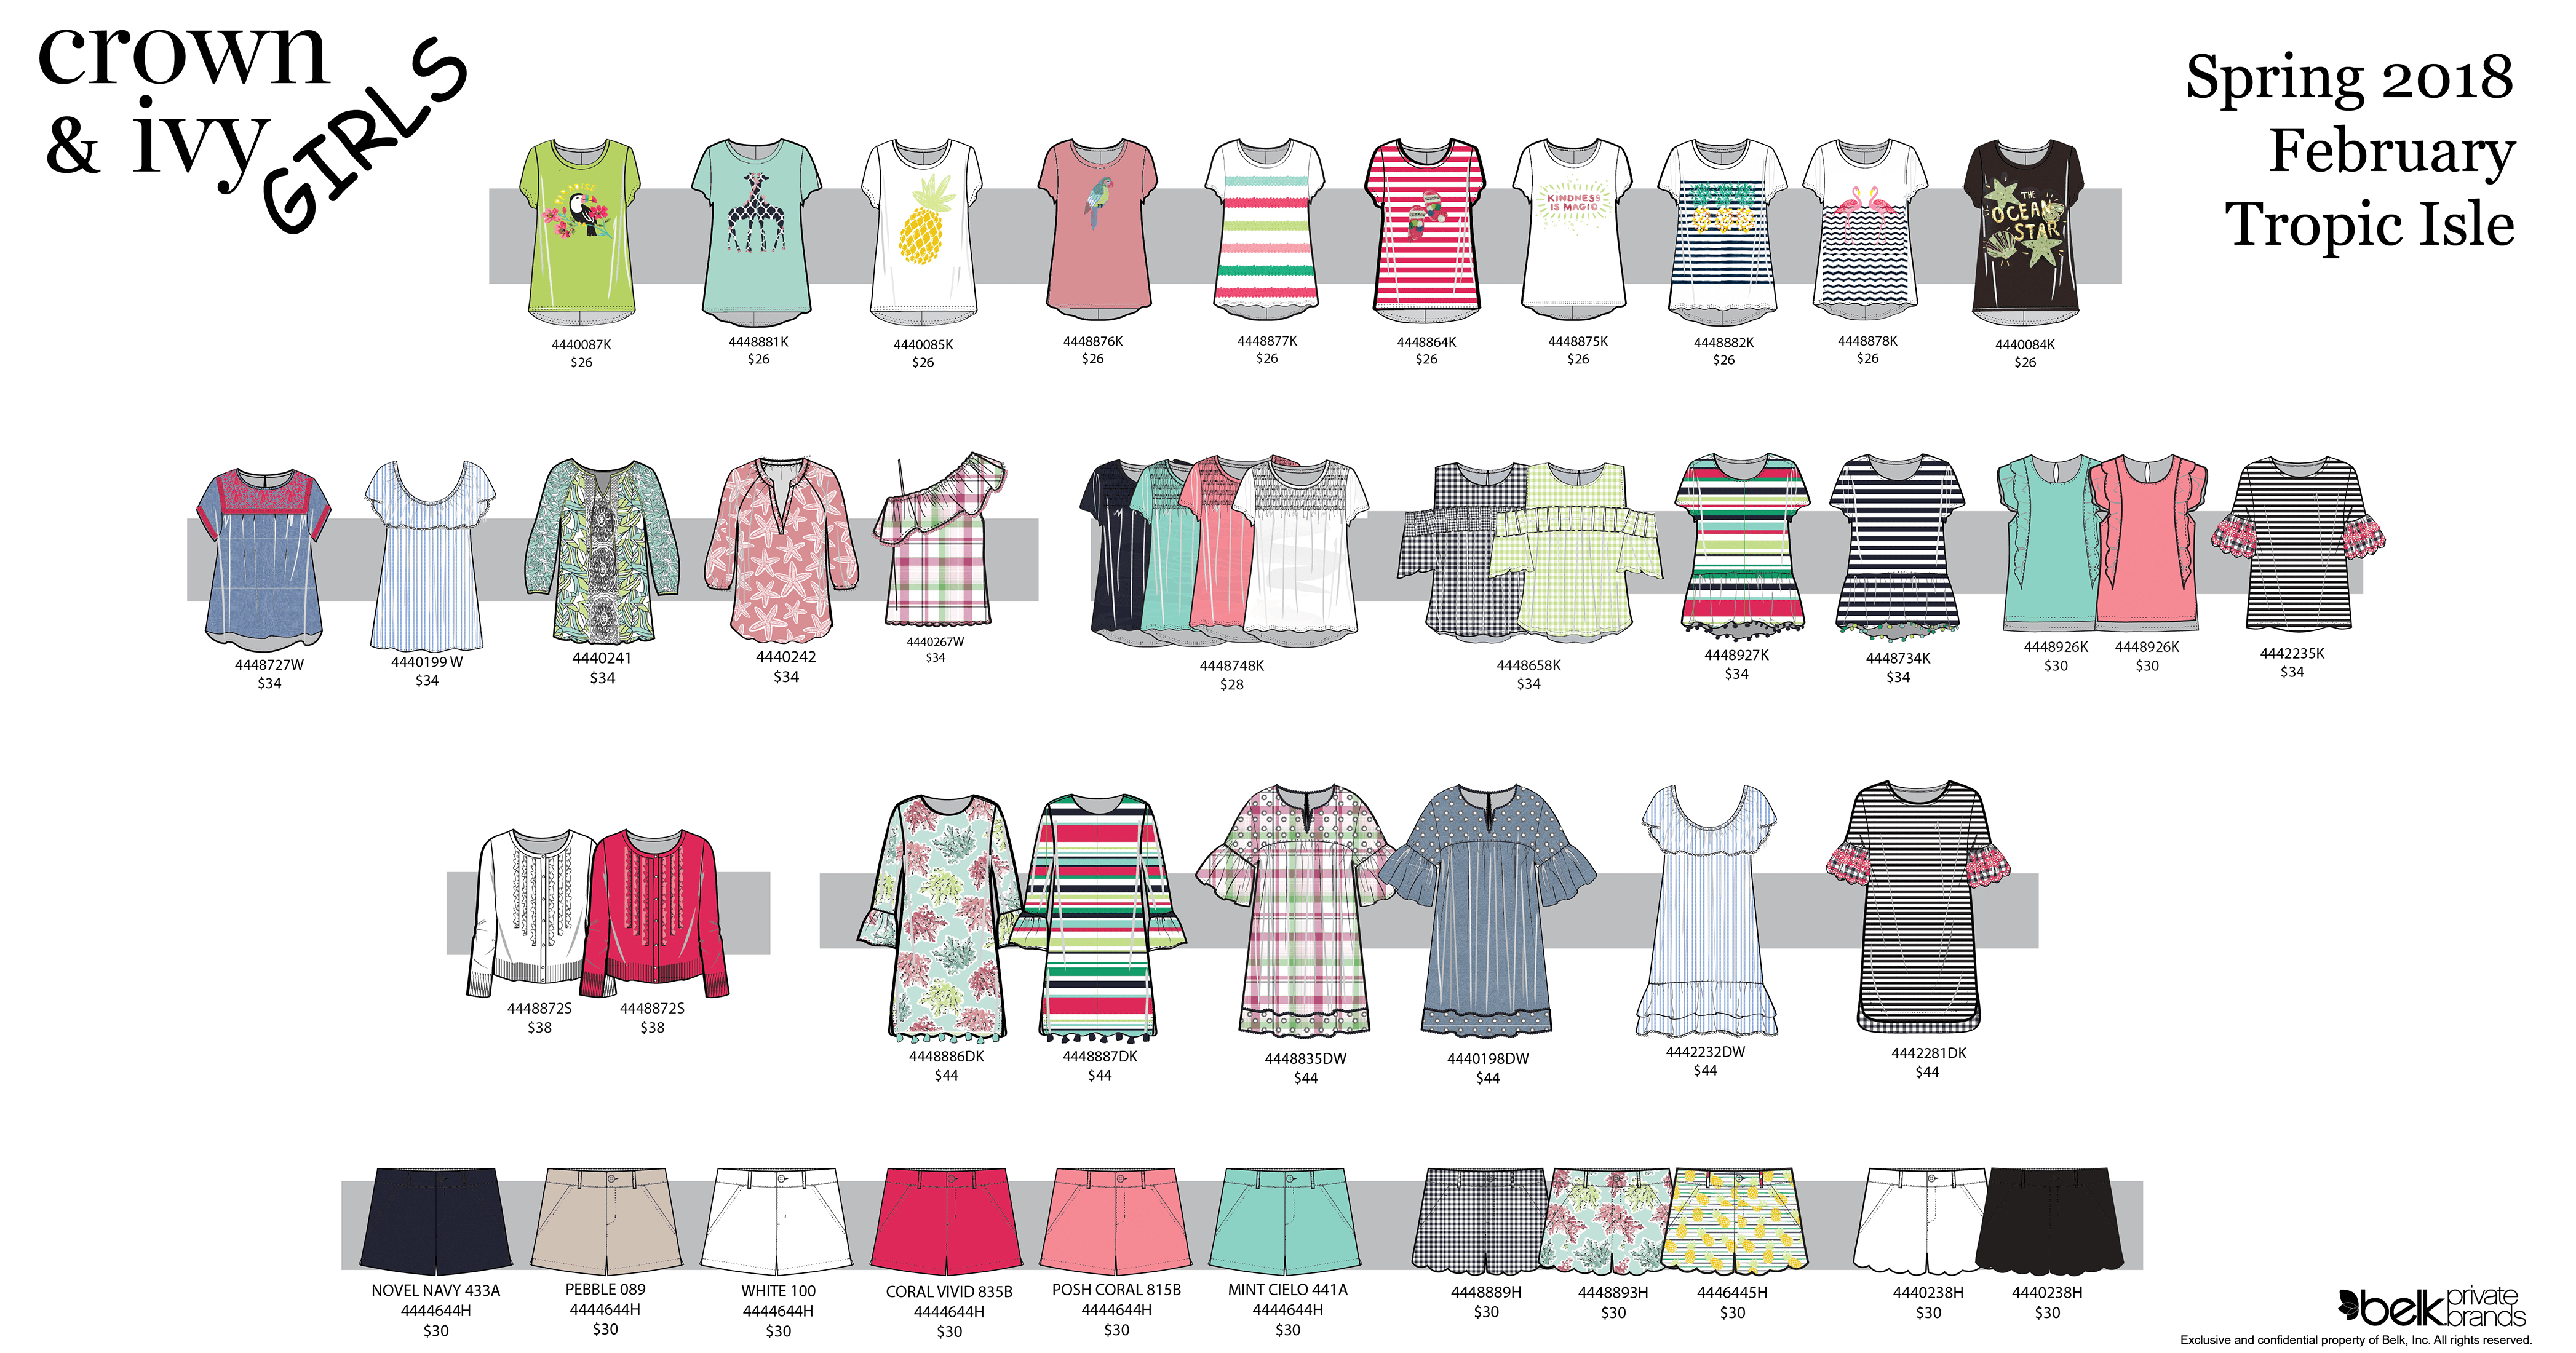 crown
& ivy
GIRLS
Spring 2018
February
Tropic Isle
PARADISE
KINDNESS
IS MAGIC
THE
OCEAN
STAR
4440087K
$26
4448881K
$26
4440085K
$26
4448876K
$26
4448877K
$26
4448864K
$26
4448875K
$26
4448882K
$26
4448878K
$26
4440084K
$26
4448727W
$34
4440199 W
$34
4440241
$34
4440242
$34
4440267W
$34
4448748K
$28
4448658K
$34
4448927K
$34
4448734K
$34
4448926K
$30
4448926K
$30
4442235K
$34
4448872S
$38
4448872S
$38
4448886DK
$44
4448887DK
$44
4448835DW
$44
4440198DW
$44
4442232DW
$44
4442281DK
$44
NOVEL NAVY 433A
4444644H
$30
PEBBLE 089
4444644H
$30
WHITE 100
4444644H
$30
CORAL VIVID 835B
4444644H
$30
POSH CORAL 815B
4444644H
$30
MINT CIELO 441A
4444644H
$30
4448889H
$30
4448893H
$30
4446445H
$30
4440238H
$30
4440238H
$30
belk private
brands
Exclusive and confidential property of Belk, Inc. All rights reserved.